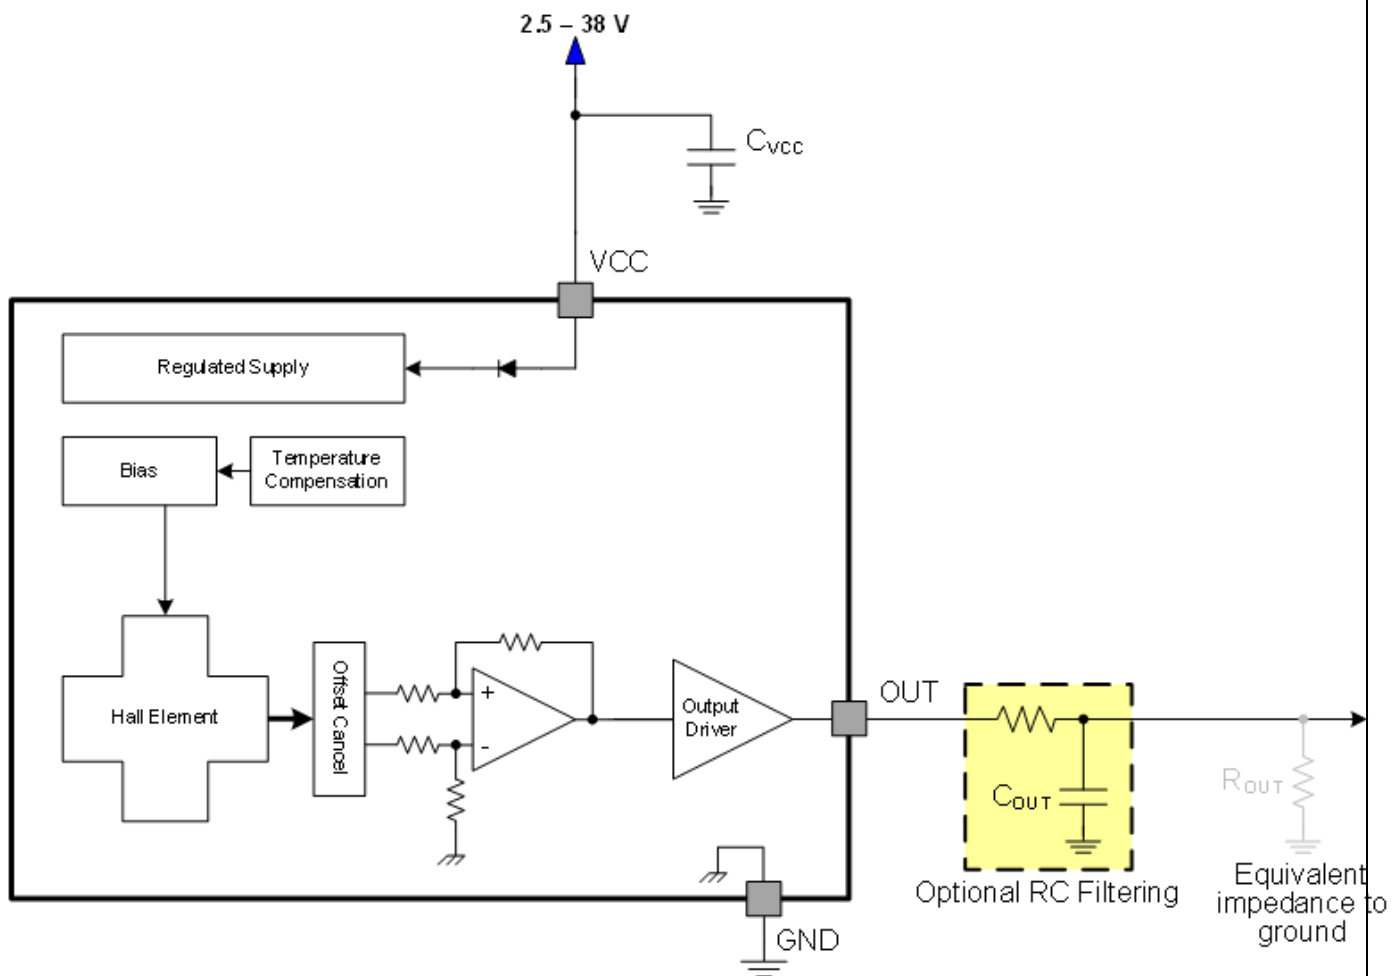 2.5 – 38 V
CVCC
VCC
Regulated Supply
Bias
Temperature
Compensation
Hall Element
Offset Cancel
+
-
Output
Driver
OUT
COUT
ROUT
Optional RC Filtering
Equivalent
impedance to
ground
GND